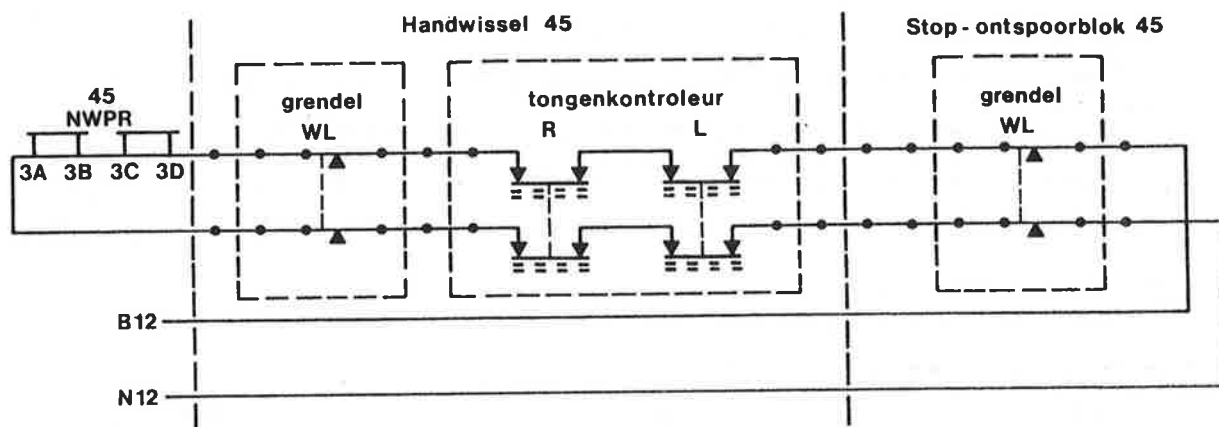 Handwissel 45
Stop - ontspoorblok 45
45
NWPR
grendel
WL
tongenkontroleur
R L
grendel
WL
3A 3B 3C 3D
B12
N12